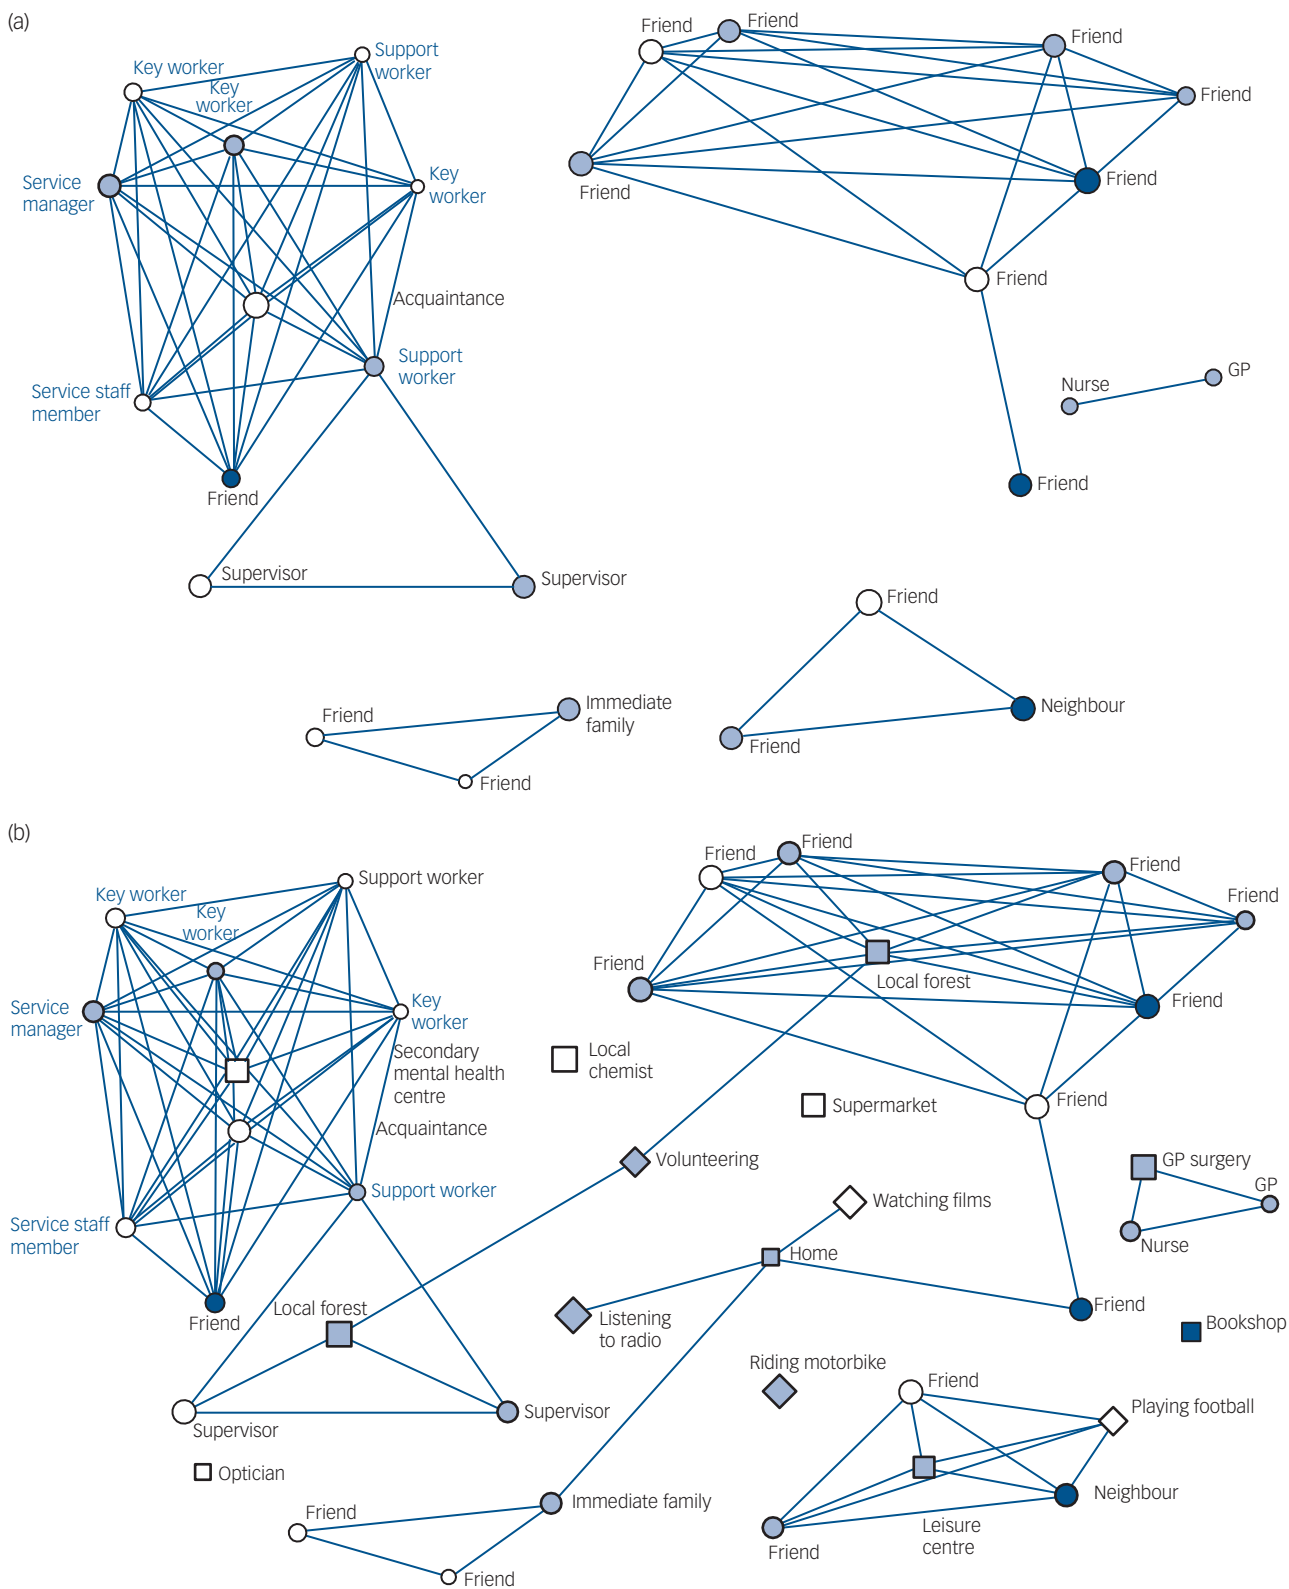 (a)
Friend
Friend
Support
worker
Friend
Key worker
Key
worker
Friend
Service
manager
Key
worker
Friend
Friend
Friend
Acquaintance
Support
worker
Nurse
GP
Service staff
member
Friend
Friend
Supervisor
Supervisor
Friend
Immediate
family
Friend
Neighbour
Friend
Friend
(b)
Friend
Friend
Friend
Support worker
Key worker
Key
worker
Friend
Friend
Local forest
Friend
Service
manager
Key
worker
Secondary
mental health
centre
Local
chemist
Supermarket
Friend
Acquaintance
Volunteering
GP surgery
GP
Support worker
Watching films
Service staff
member
Nurse
Home
Friend
Local forest
Friend
Listening
to radio
Bookshop
Riding motorbike
Friend
Playing football
Supervisor
Supervisor
Optician
Neighbour
Immediate family
Friend
Leisure
centre
Friend
Friend